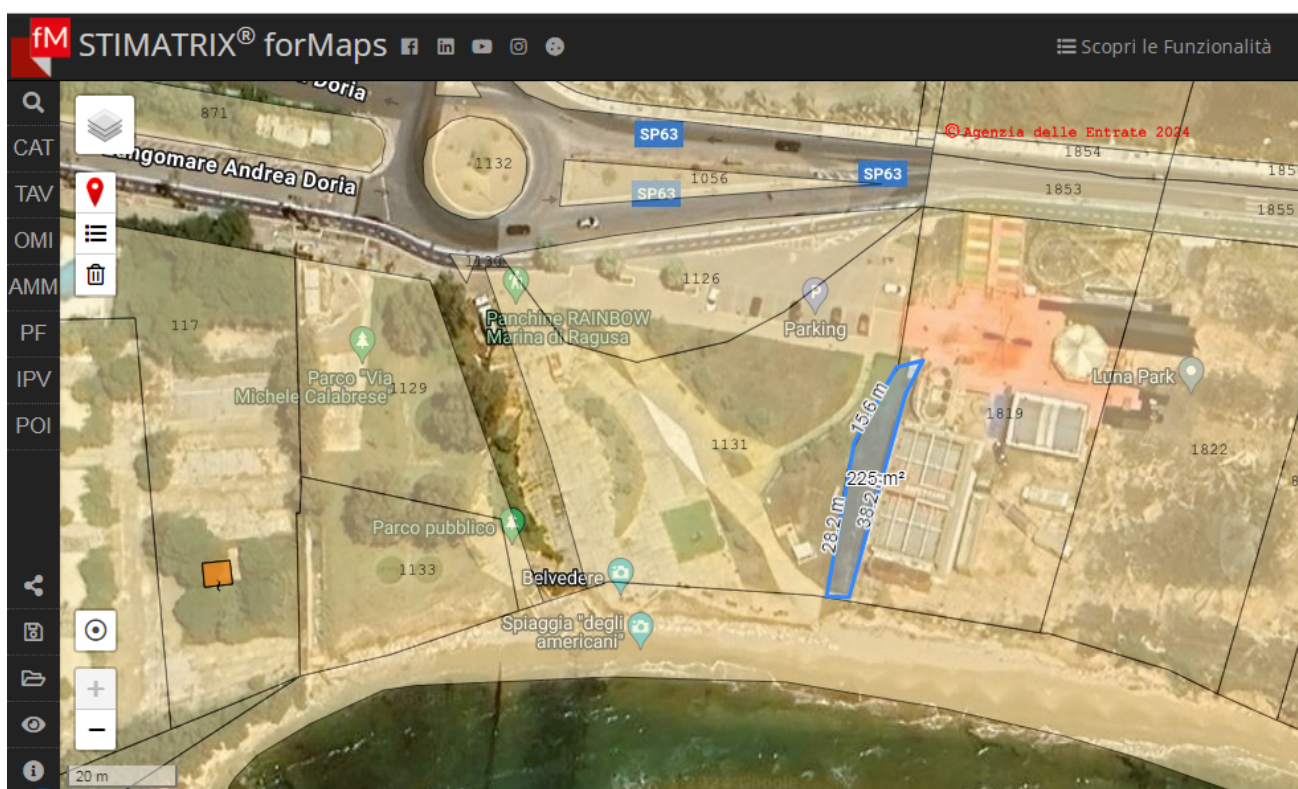 fM STIMATRIX® forMaps
Scopri le Funzionalità
CAT
TAV
OMI
AMM
PF
IPV
POI
Doria
871
Lungomare Andrea Doria
1132
SP63
1056
SP63
SP63
© Agenzia delle Entrate 2024
1854
1853
1855
1130
1126
Panchine RAINBOW
Marina di Ragusa
Parking
117
Parco "Via
Michele Calabrese"
1129
Luna Park
1819
1822
1131
15.6 m
225 m²
28.2 m
38.2
Parco pubblico
1133
Belvedere
Spiaggia "degli
americani"
20 m